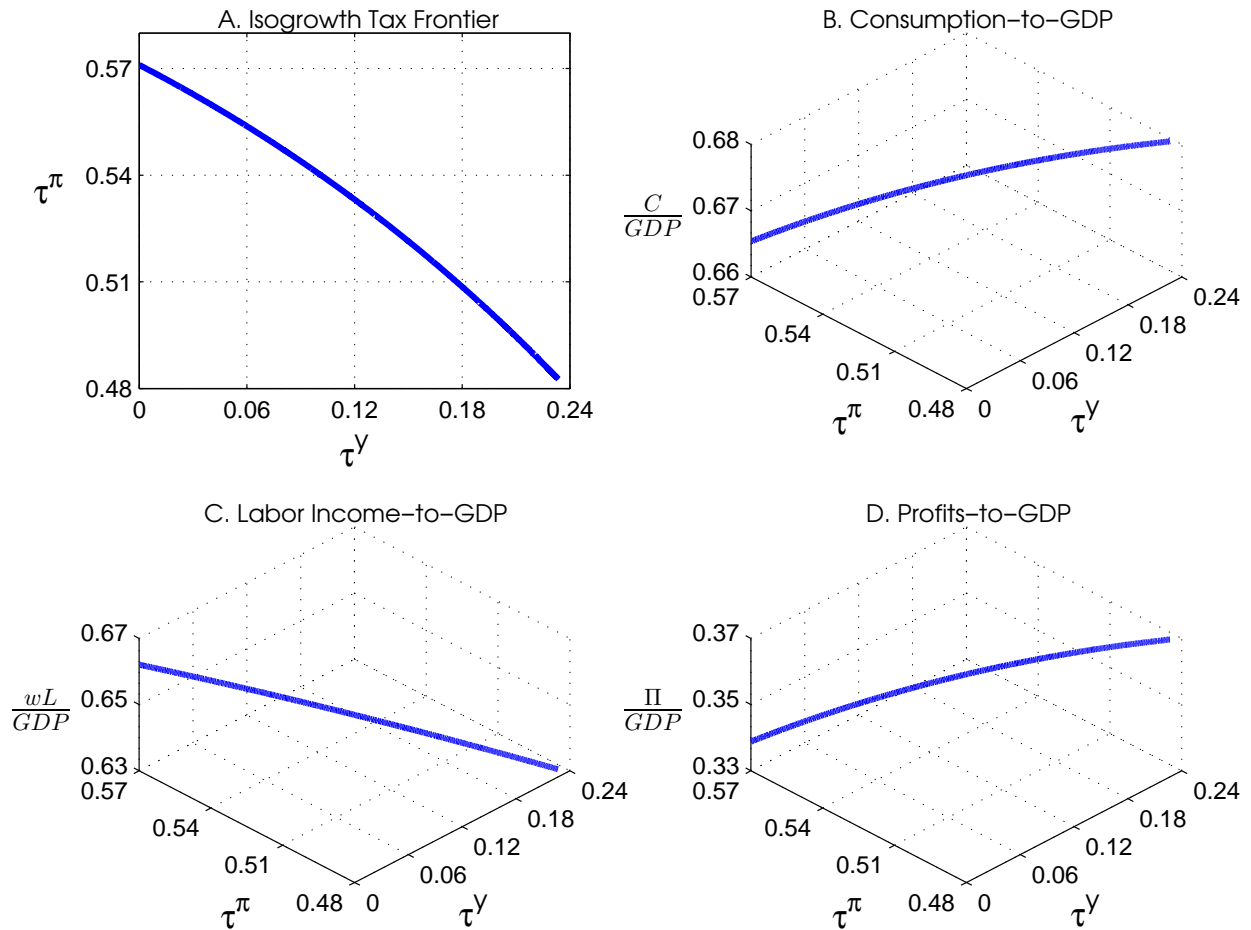 A. Isogrowth Tax Frontier
0.57
0.54
0.51
0.48
τ^π
0 0.06 0.12 0.18 0.24
τ^y
B. Consumption-to-GDP
0.68
0.67
0.66
C/GDP
0.57
0.54
0.51
0.48
τ^π
0
0.06
0.12
0.18
0.24
τ^y
C. Labor Income-to-GDP
0.67
0.65
0.63
wL/GDP
0.57
0.54
0.51
0.48
τ^π
0
0.06
0.12
0.18
0.24
τ^y
D. Profits-to-GDP
0.37
0.35
0.33
Π/GDP
0.57
0.54
0.51
0.48
τ^π
0
0.06
0.12
0.18
0.24
τ^y